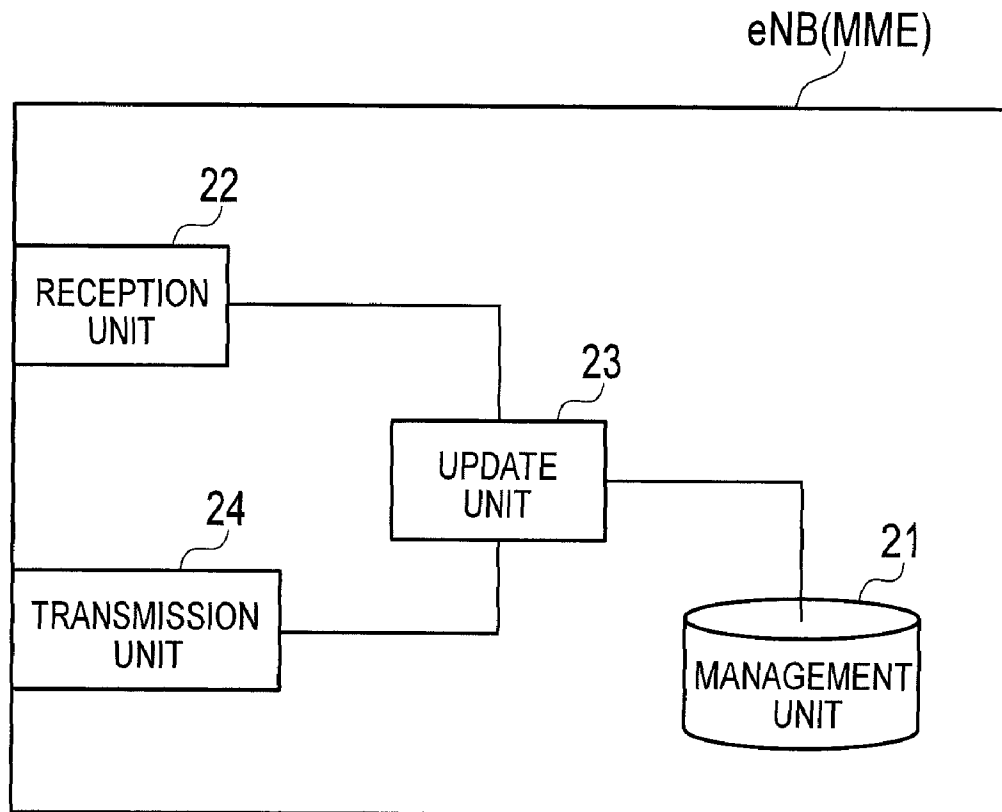 eNB(MME)
22
RECEPTION
UNIT
23
UPDATE
UNIT
24
TRANSMISSION
UNIT
21
MANAGEMENT
UNIT